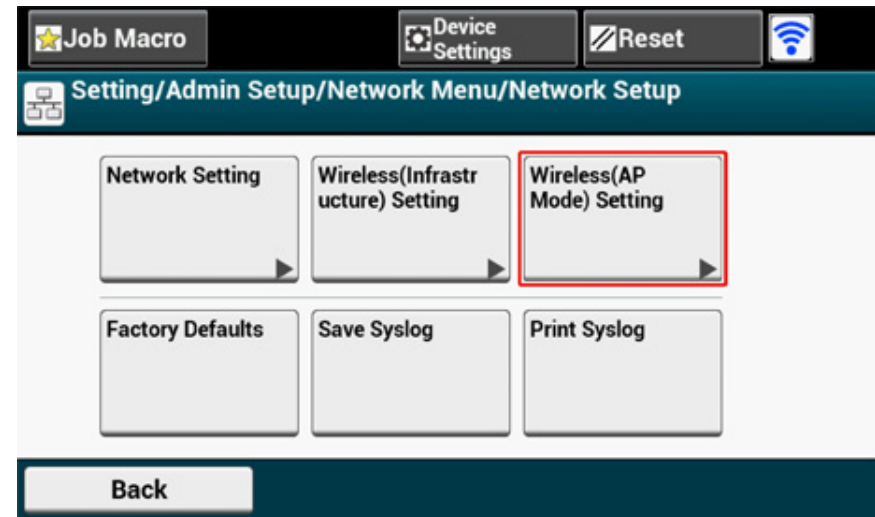 Job Macro
Device
Settings
Reset
Setting/Admin Setup/Network Menu/Network Setup
Network Setting
Wireless(Infrastr
ucture) Setting
Wireless(AP
Mode) Setting
Factory Defaults
Save Syslog
Print Syslog
Back